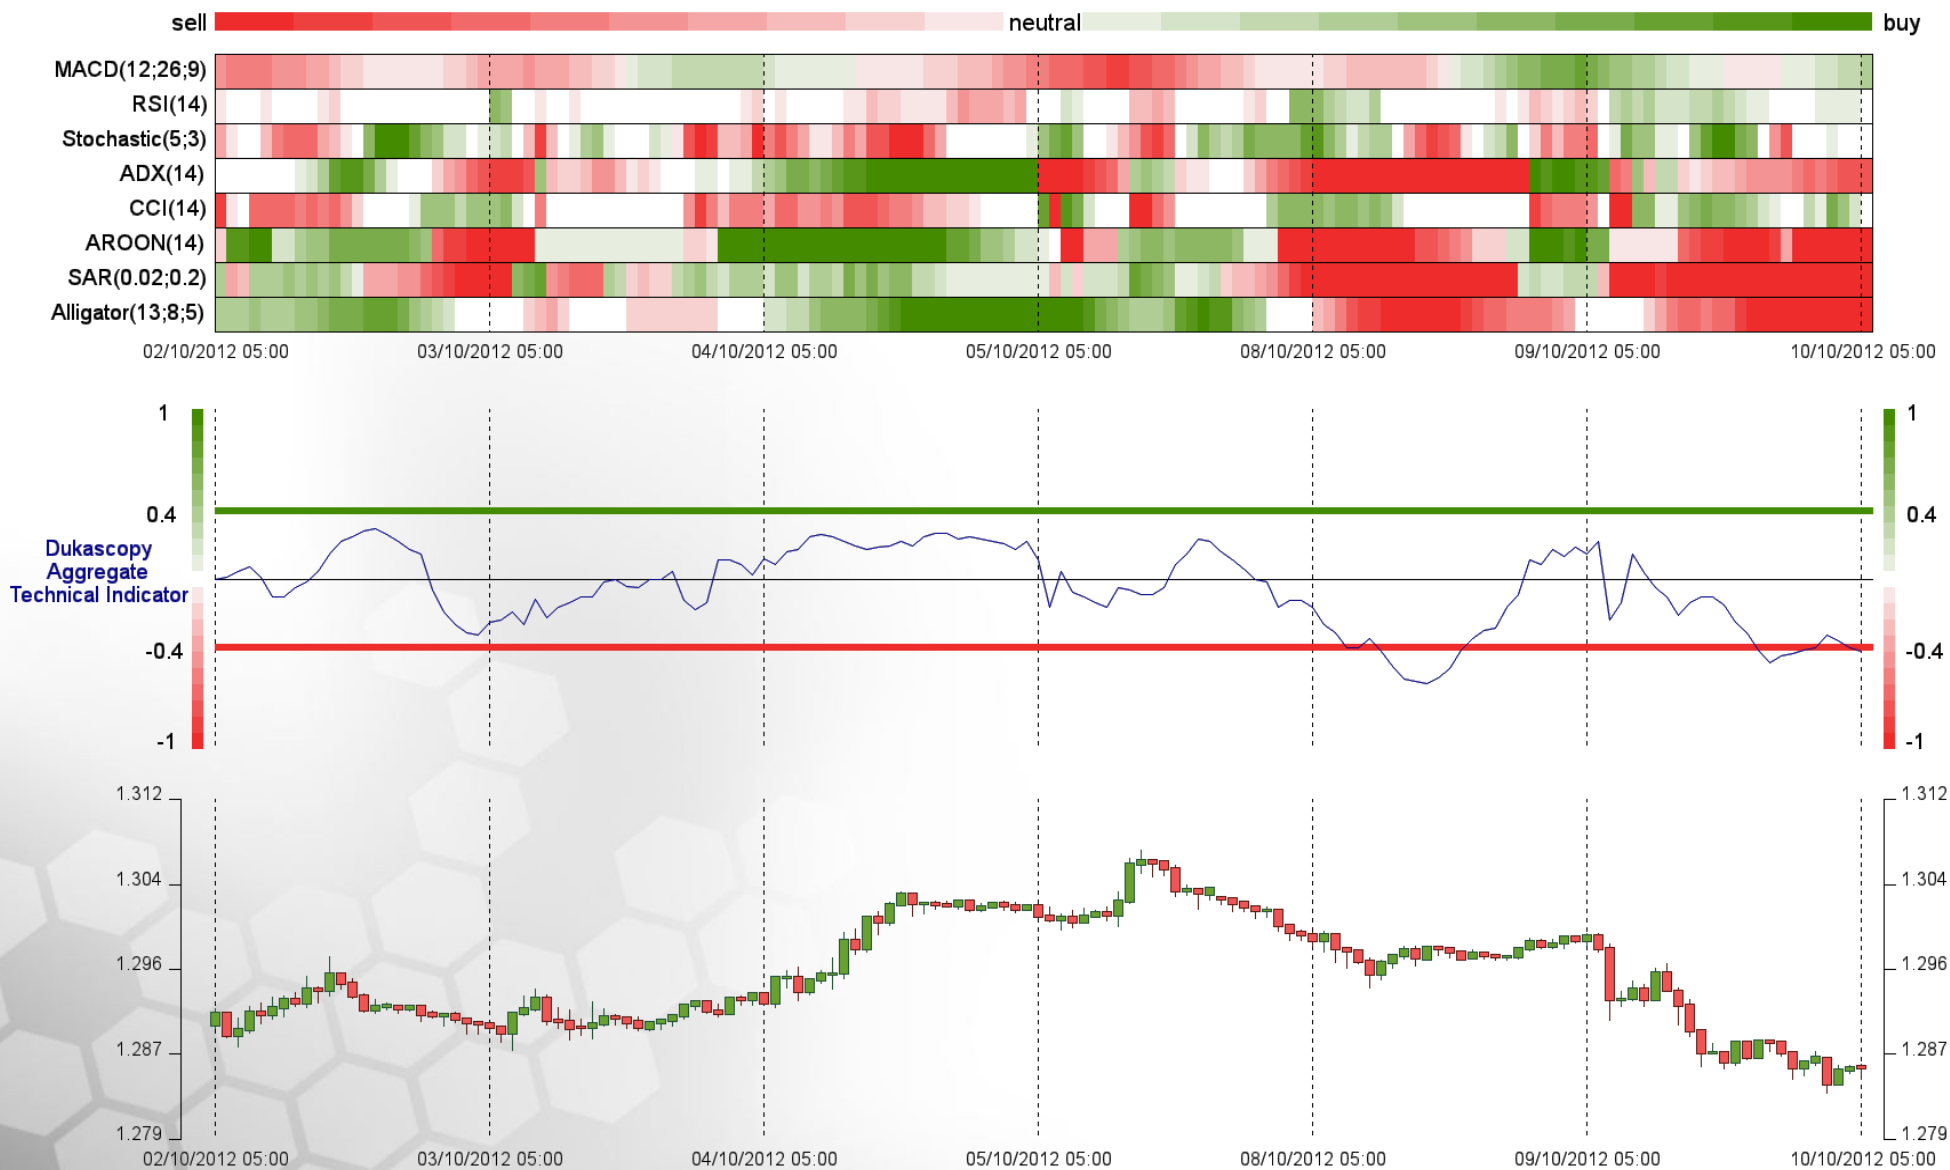 sell neutral buy
MACD(12;26;9)
RSI(14)
Stochastic(5;3)
ADX(14)
CCI(14)
AROON(14)
SAR(0.02;0.2)
Alligator(13;8;5)
02/10/2012 05:00 03/10/2012 05:00 04/10/2012 05:00 05/10/2012 05:00 08/10/2012 05:00 09/10/2012 05:00 10/10/2012 05:00
1 1
0.4 0.4
Dukascopy
Aggregate
Technical Indicator
-0.4 -0.4
-1 -1
1.312 1.312
1.304 1.304
1.296 1.296
1.287 1.287
1.279 1.279
02/10/2012 05:00 03/10/2012 05:00 04/10/2012 05:00 05/10/2012 05:00 08/10/2012 05:00 09/10/2012 05:00 10/10/2012 05:00